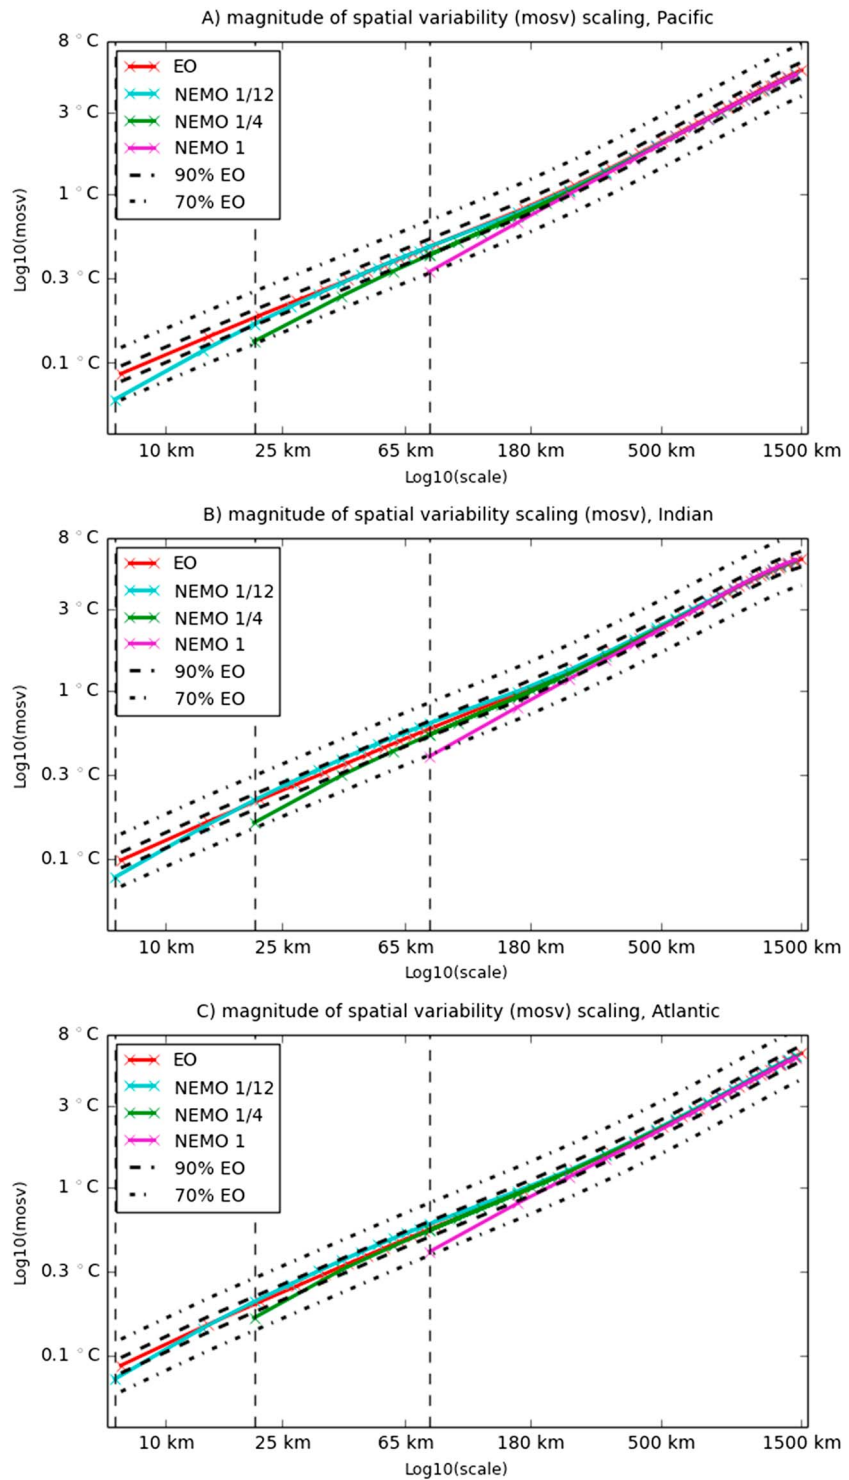 A) magnitude of spatial variability (mosv) scaling, Pacific
8 °C
3 °C
1 °C
0.3 °C
0.1 °C
Log10(mosv)
EO
NEMO 1/12
NEMO 1/4
NEMO 1
90% EO
70% EO
10 km 25 km 65 km 180 km 500 km 1500 km
Log10(scale)
B) magnitude of spatial variability scaling (mosv), Indian
8 °C
3 °C
1 °C
0.3 °C
0.1 °C
Log10(mosv)
EO
NEMO 1/12
NEMO 1/4
NEMO 1
90% EO
70% EO
10 km 25 km 65 km 180 km 500 km 1500 km
Log10(scale)
C) magnitude of spatial variability (mosv) scaling, Atlantic
8 °C
3 °C
1 °C
0.3 °C
0.1 °C
Log10(mosv)
EO
NEMO 1/12
NEMO 1/4
NEMO 1
90% EO
70% EO
10 km 25 km 65 km 180 km 500 km 1500 km
Log10(scale)